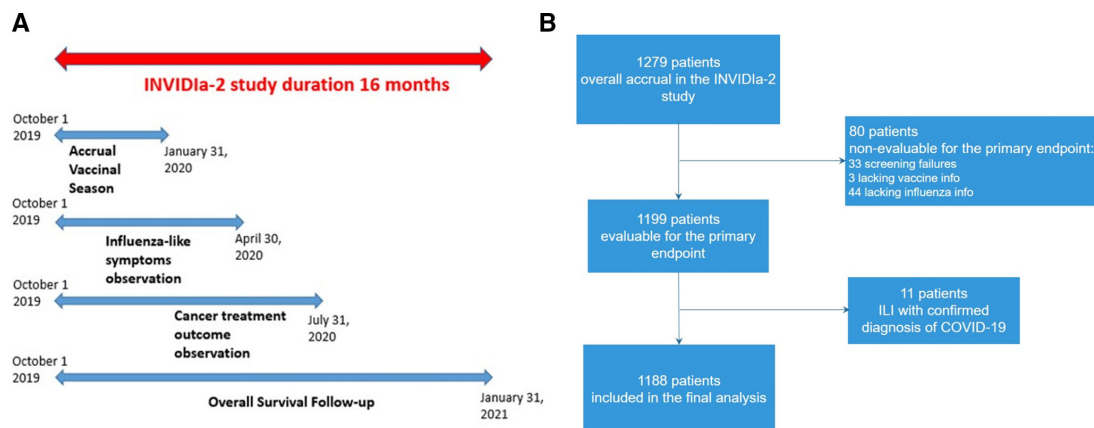 A
INVIDIa-2 study duration 16 months
October 1
2019
Accrual
Vaccinal
Season
January 31,
2020
October 1
2019
Influenza-like
symptoms
observation
April 30,
2020
October 1
2019
Cancer treatment
outcome
observation
July 31,
2020
October 1
2019
Overall Survival Follow-up
January 31,
2021
B
1279 patients
overall accrual in the INVIDIa-2
study
80 patients
non-evaluable for the primary endpoint:
33 screening failures
3 lacking vaccine info
44 lacking influenza info
1199 patients
evaluable for the primary
endpoint
11 patients
ILI with confirmed
diagnosis of COVID-19
1188 patients
included in the final analysis